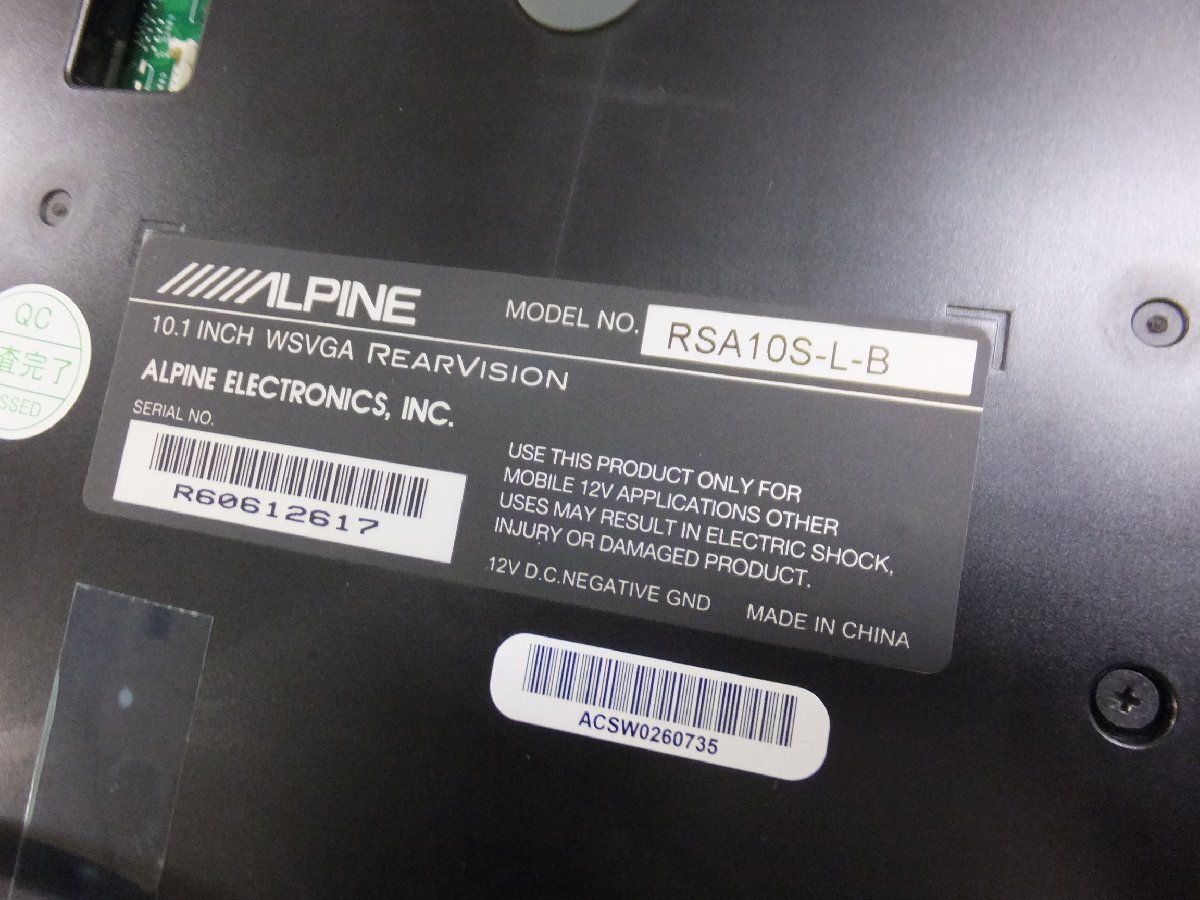 ALPINE
MODEL NO. RSA10S-L-B
10.1 INCH WSVGA REARVISION
ALPINE ELECTRONICS, INC.
SERIAL NO.
R60612617
USE THIS PRODUCT ONLY FOR
MOBILE 12V APPLICATIONS OTHER
USES MAY RESULT IN ELECTRIC SHOCK,
INJURY OR DAMAGED PRODUCT.
12V D.C.NEGATIVE GND
MADE IN CHINA
QC
査完了
SSED
ACSW0260735